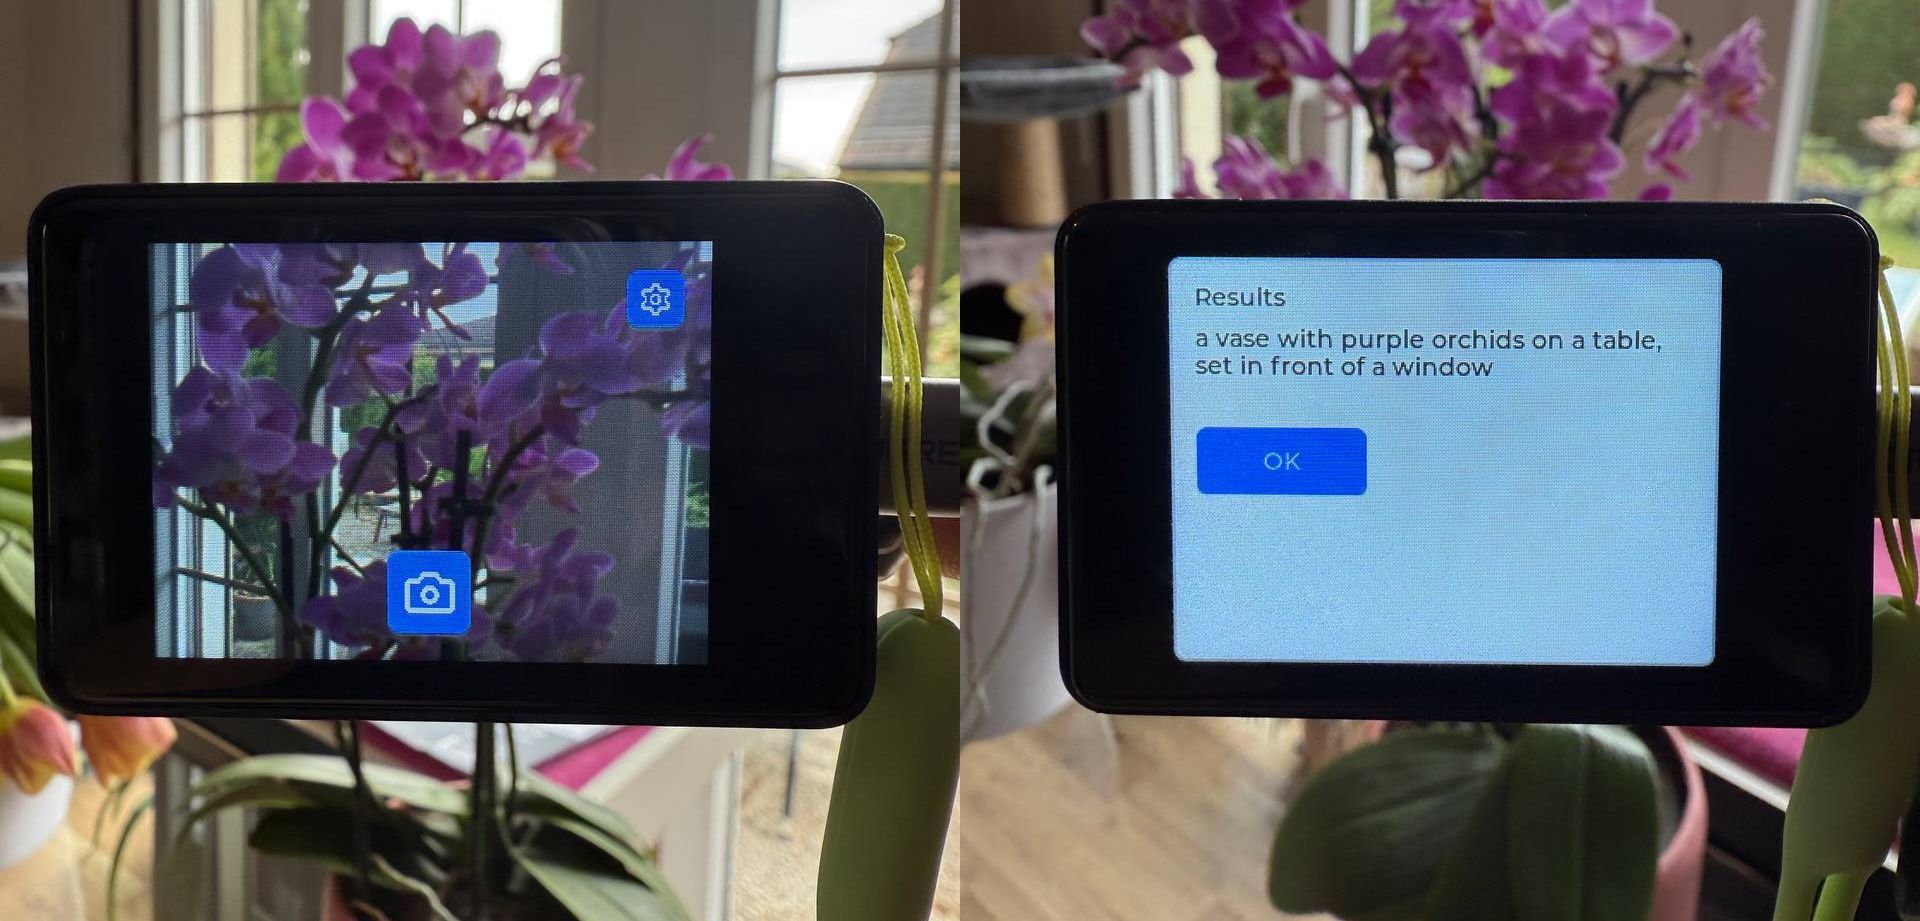 Results
a vase with purple orchids on a table,
set in front of a window
OK